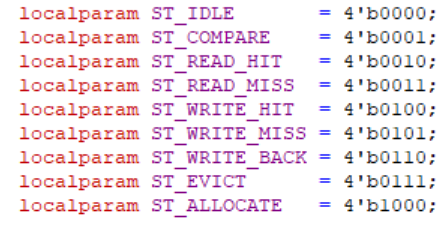 localparam ST_IDLE = 4'b0000;
localparam ST_COMPARE = 4'b0001;
localparam ST_READ_HIT = 4'b0010;
localparam ST_READ_MISS = 4'b0011;
localparam ST_WRITE_HIT = 4'b0100;
localparam ST_WRITE_MISS = 4'b0101;
localparam ST_WRITE_BACK = 4'b0110;
localparam ST_EVICT = 4'b0111;
localparam ST_ALLOCATE = 4'b1000;